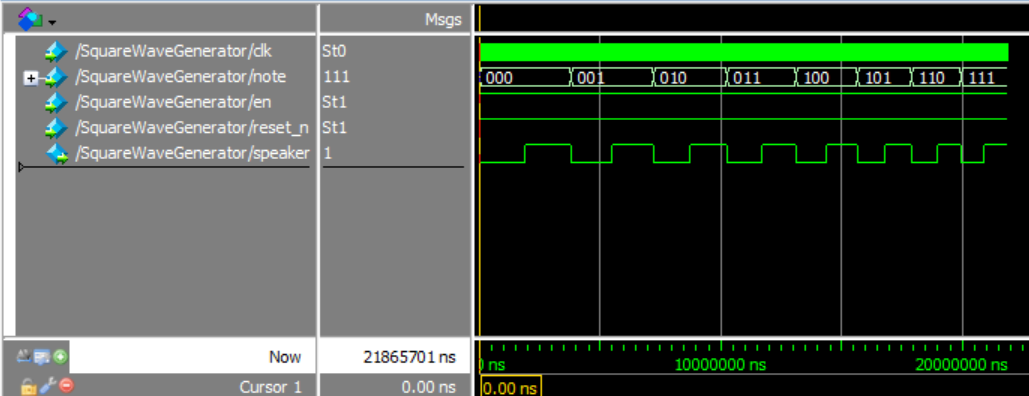 Msgs
/SquareWaveGenerator/clk St0
/SquareWaveGenerator/note 111 000 001 010 011 100 101 110 111
/SquareWaveGenerator/en St1
/SquareWaveGenerator/reset_n St1
/SquareWaveGenerator/speaker 1
Now 21865701 ns ns 10000000 ns 20000000 ns
Cursor 1 0.00 ns 0.00 ns